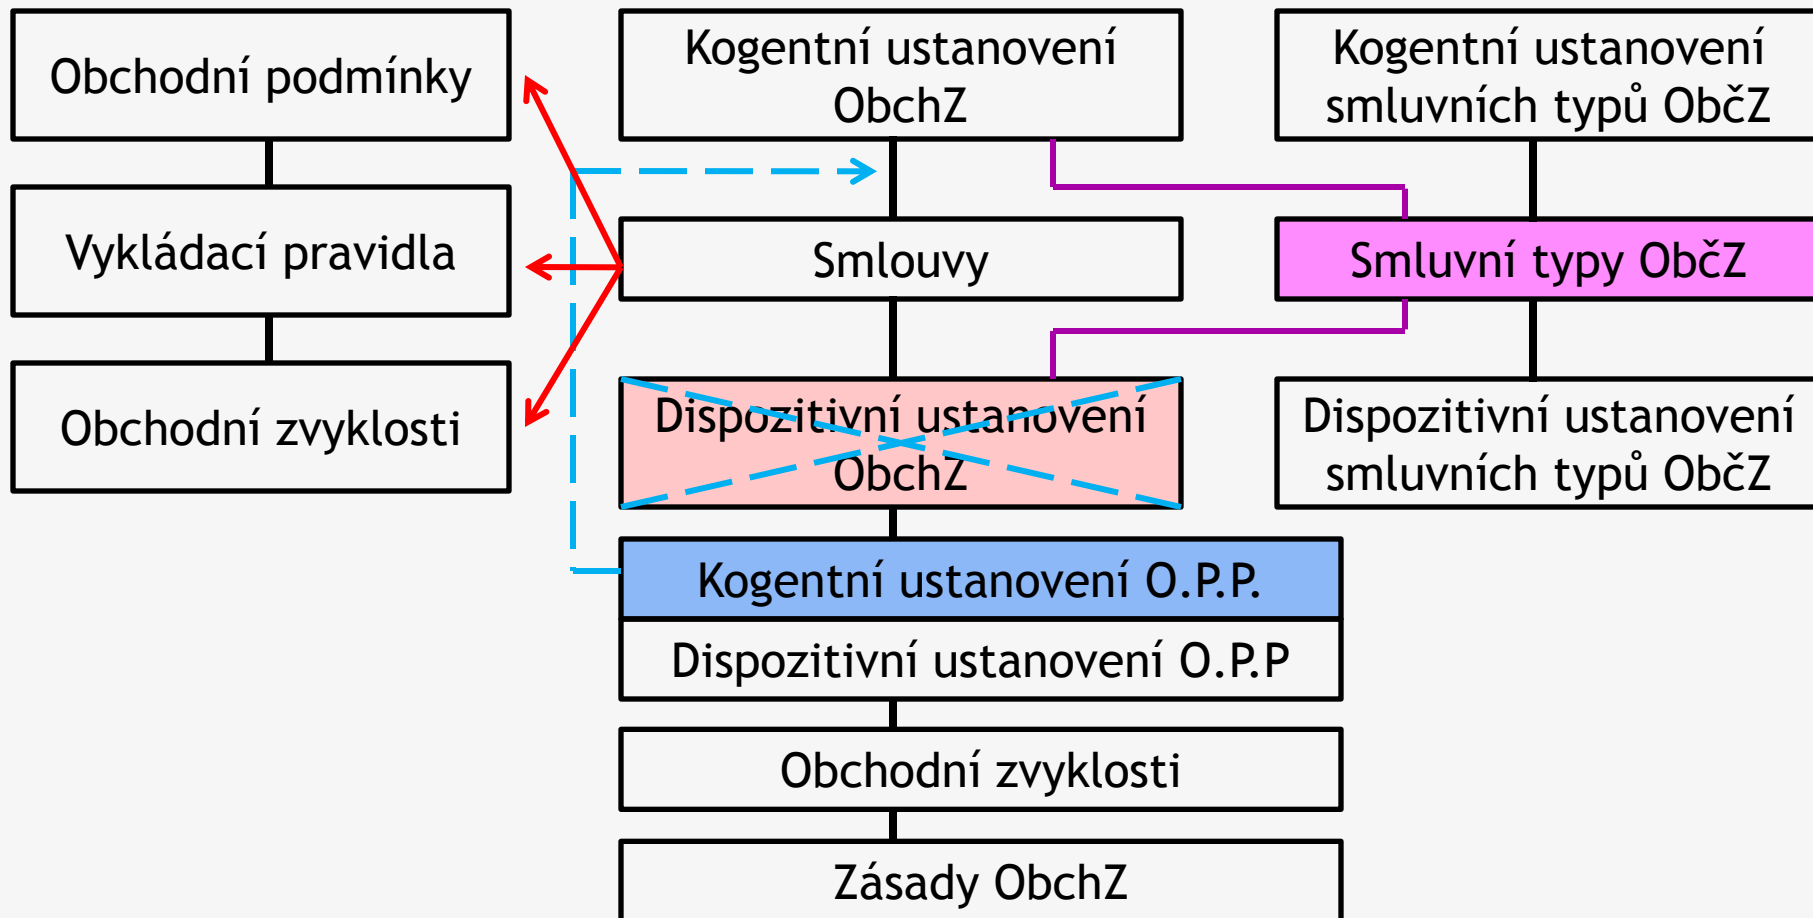 Obchodní podmínky
Vykládací pravidla
Obchodní zvyklosti
Kogentní ustanovení
ObchZ
Smlouvy
Dispozitivní ustanovení
ObchZ
Kogentní ustanovení O.P.P.
Dispozitivní ustanovení O.P.P
Obchodní zvyklosti
Zásady ObchZ
Kogentní ustanovení
smluvních typů ObčZ
Smluvní typy ObčZ
Dispozitivní ustanovení
smluvních typů ObčZ